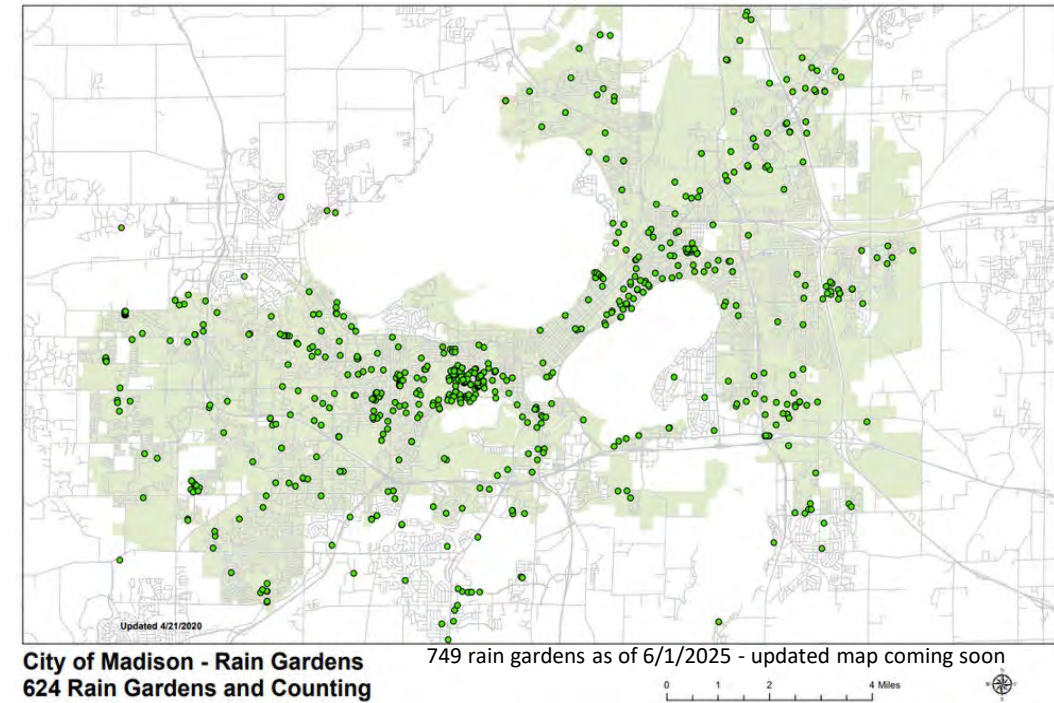 Updated 4/21/2020
City of Madison - Rain Gardens
624 Rain Gardens and Counting
749 rain gardens as of 6/1/2025 - updated map coming soon
0 1 2 4 Miles